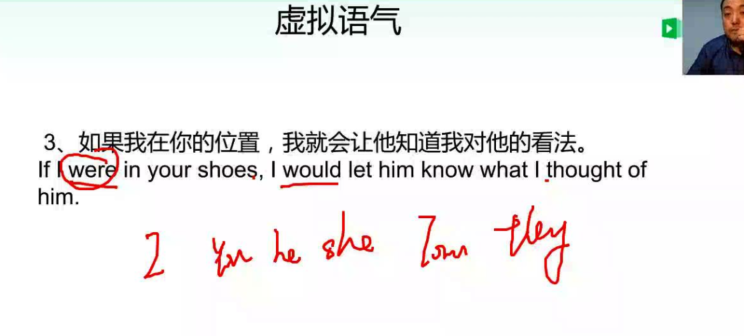 虚拟语气
3、如果我在你的位置，我就会让他知道我对他的看法。
If I were in your shoes, I would let him know what I thought of
him.
I you he she Tom they